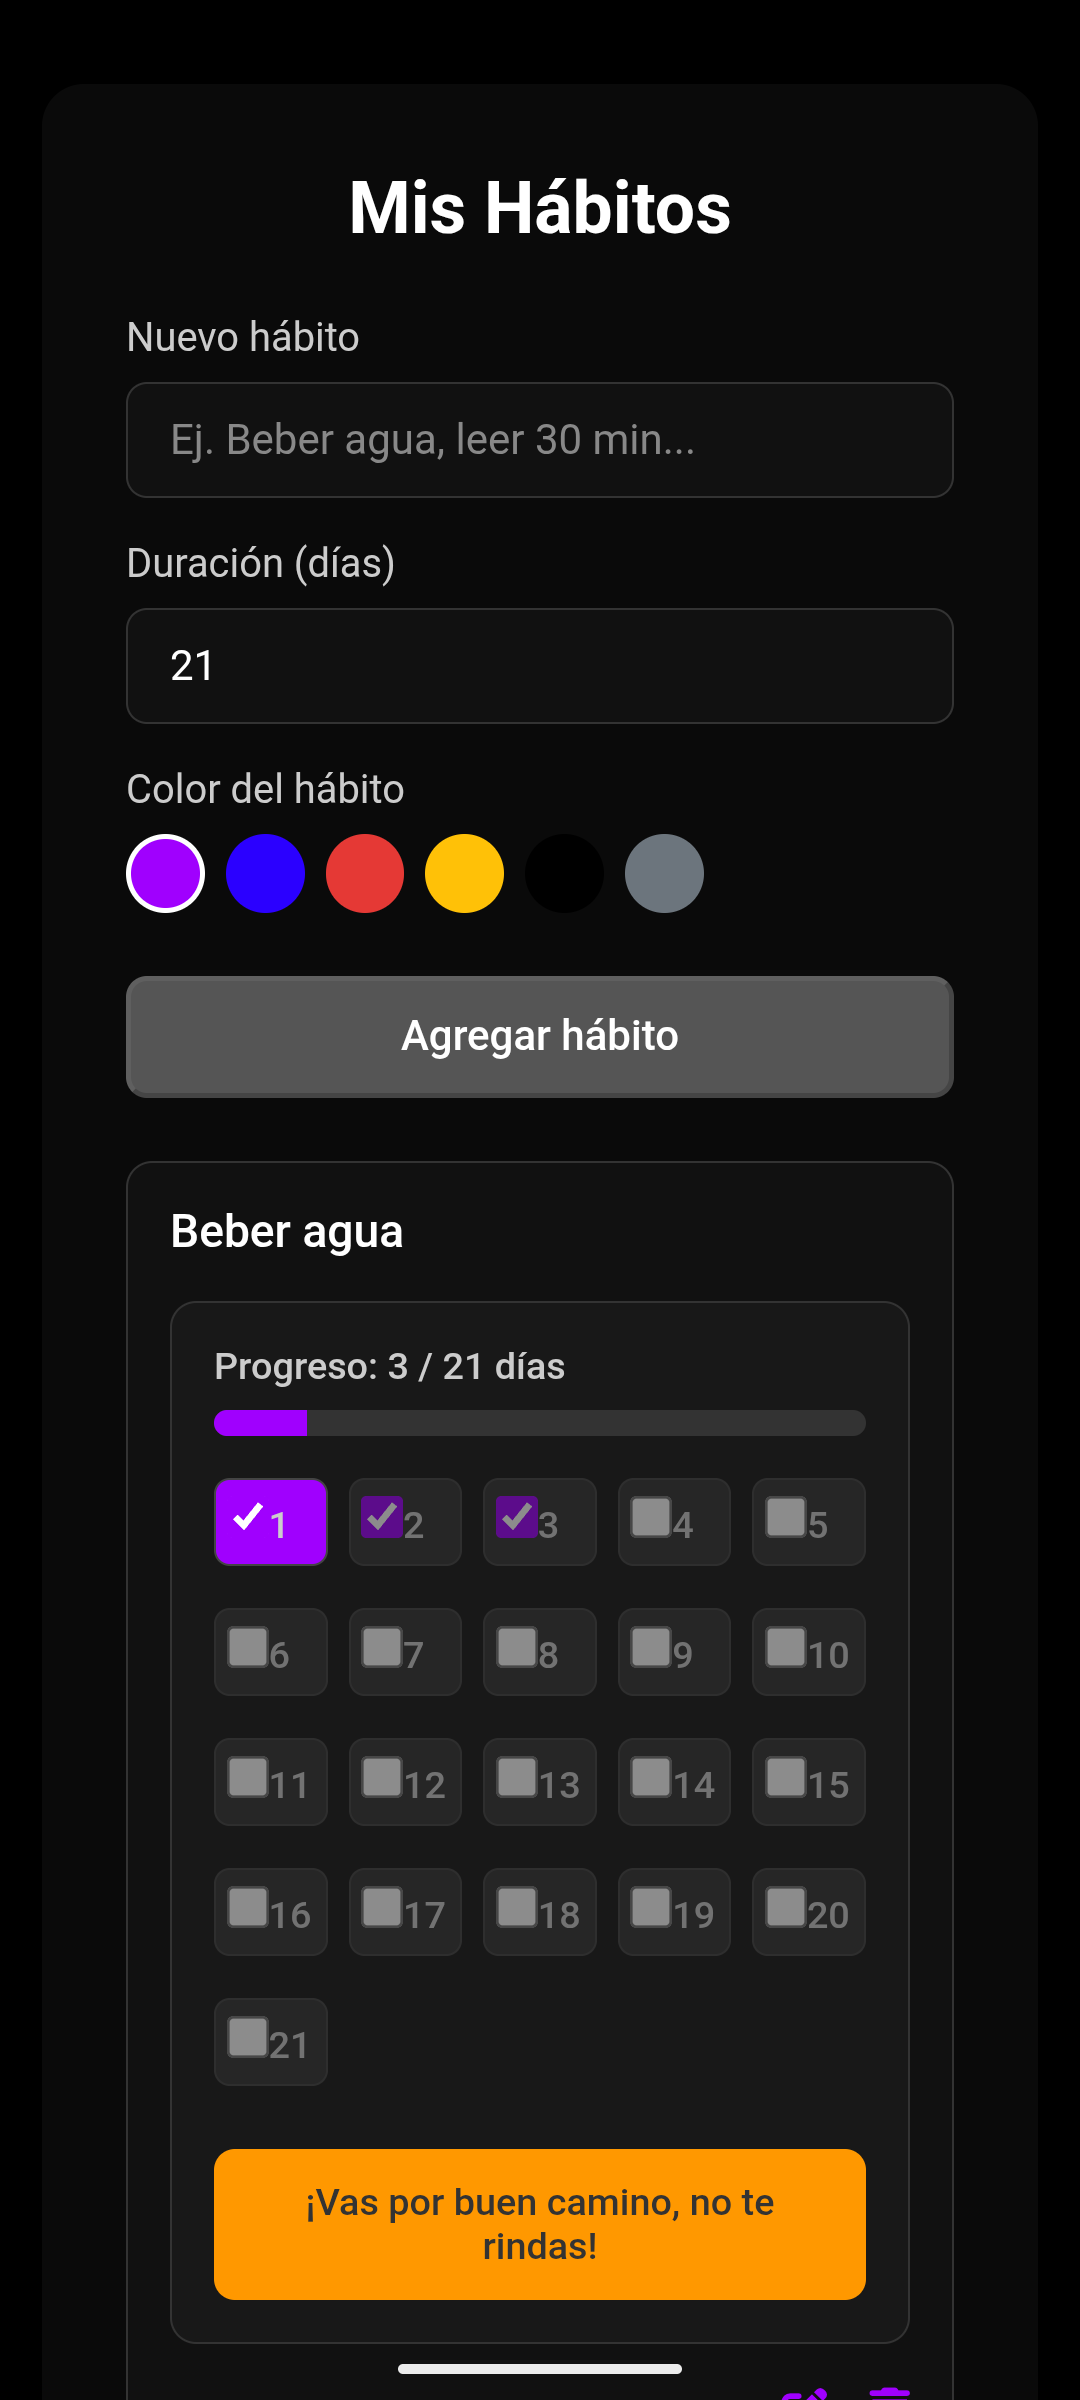 Mis Hábitos
Nuevo hábito
Ej. Beber agua, leer 30 min...
Duración (días)
21
Color del hábito
Agregar hábito
Beber agua
Progreso: 3 / 21 días
1 2 3 4 5
6 7 8 9 10
11 12 13 14 15
16 17 18 19 20
21
¡Vas por buen camino, no te
rindas!